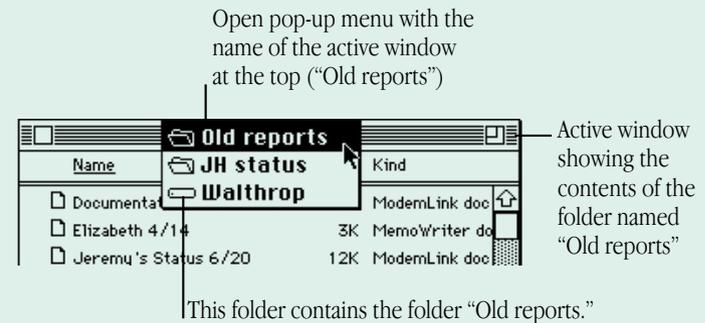 Open pop-up menu with the
name of the active window
at the top (“Old reports”)
Old reports
JH status
Walthrop
Name
Kind
Documentat
ModemLink doc
Elizabeth 4/14
3K
MemoWriter do
Jeremy's Status 6/20
12K
ModemLink doc
Active window
showing the
contents of the
folder named
“Old reports”
This folder contains the folder “Old reports.”